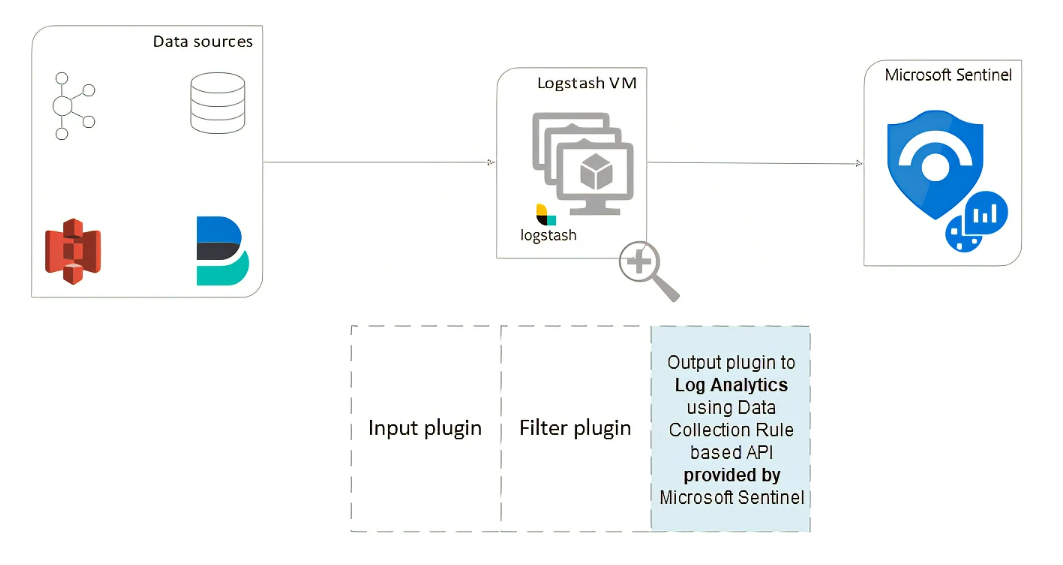 Data sources
Logstash VM
Microsoft Sentinel
logstash
Input plugin
Filter plugin
Output plugin to
Log Analytics
using Data
Collection Rule
based API
provided by
Microsoft Sentinel